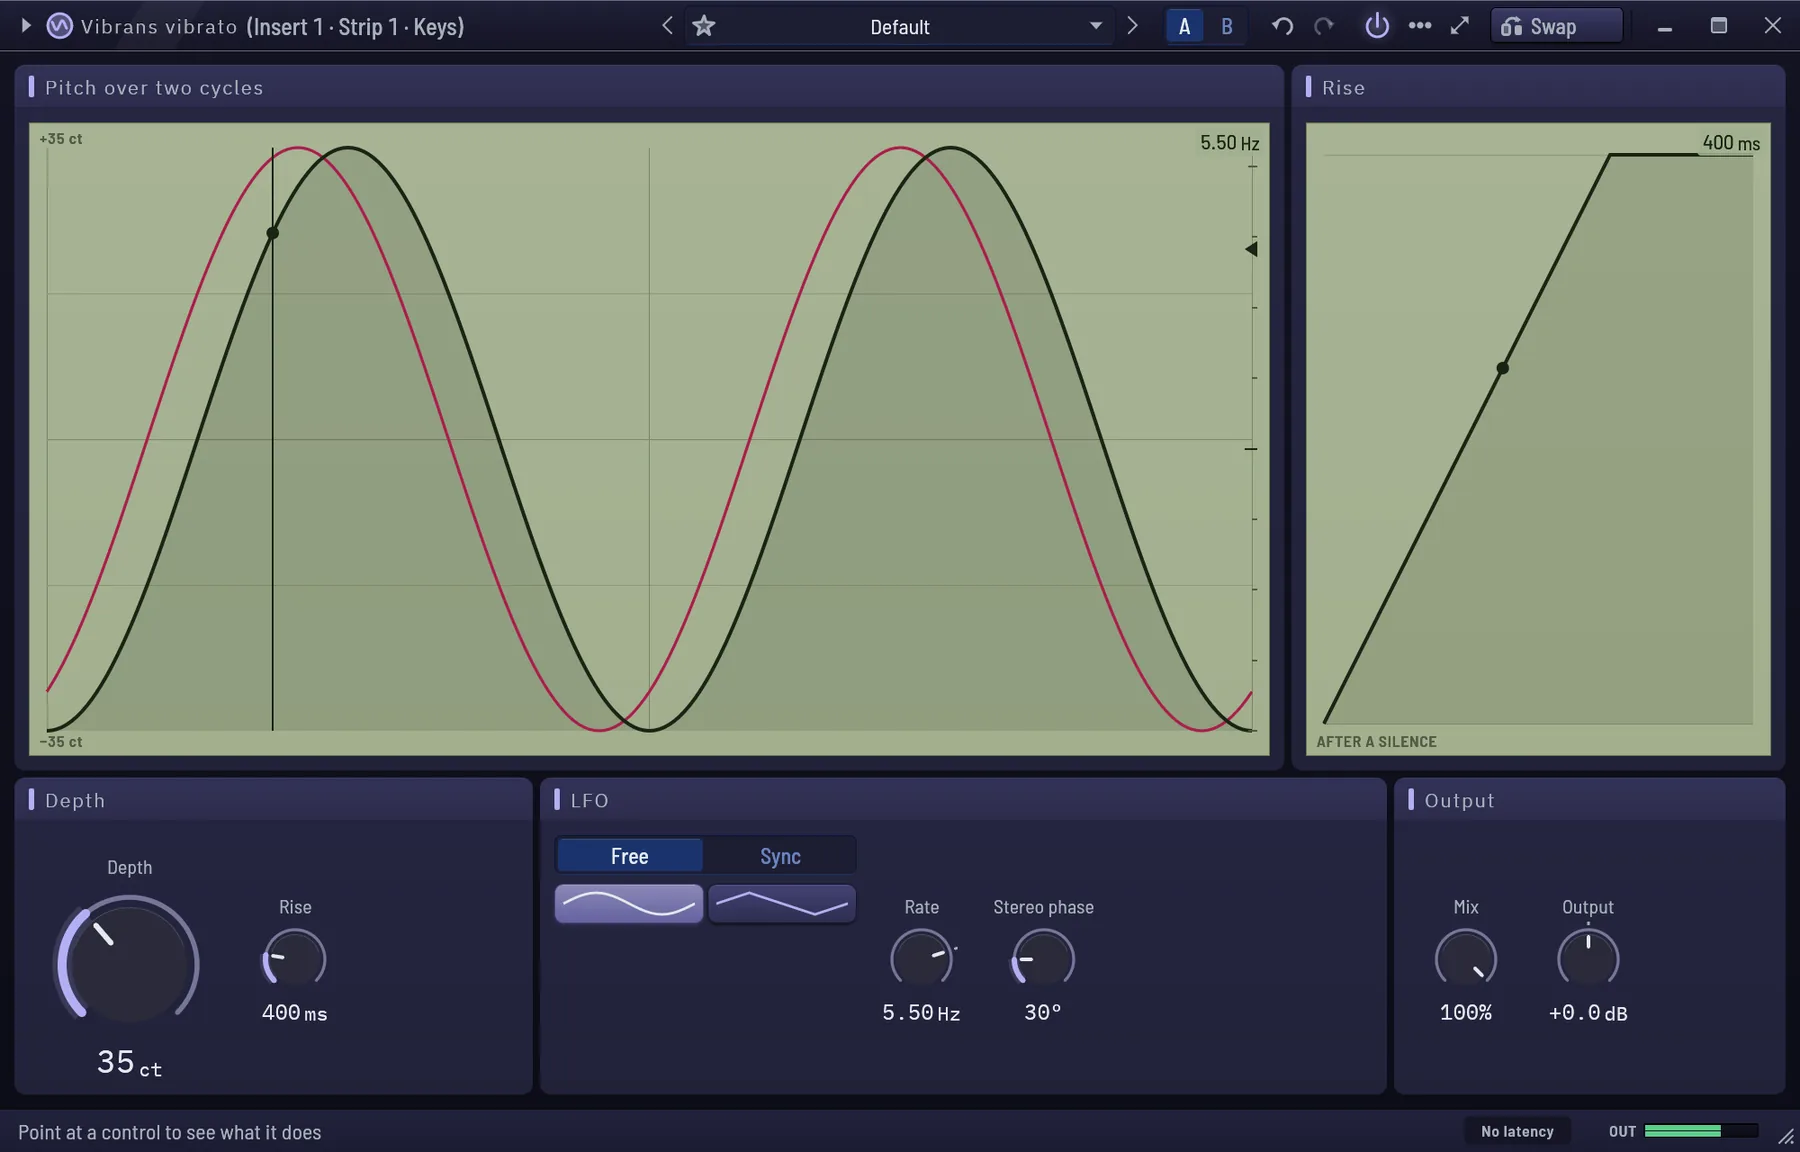 Vibrans vibrato (Insert 1 · Strip 1 · Keys)
Default
A
B
Swap
Pitch over two cycles
+35 ct
5.50 Hz
−35 ct
Rise
400 ms
AFTER A SILENCE
Depth
Depth
35 ct
Rise
400 ms
LFO
Free
Sync
Rate
5.50 Hz
Stereo phase
30°
Output
Mix
100%
Output
+0.0 dB
Point at a control to see what it does
No latency
OUT